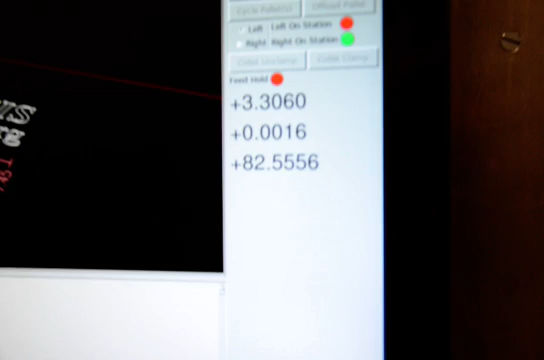 Cycle Pallet(s) Offload Pallet
Left Left On Station
Right Right On Station
Collet Unclamp Collet Clamp
Feed Hold
+3.3060
+0.0016
+82.5556